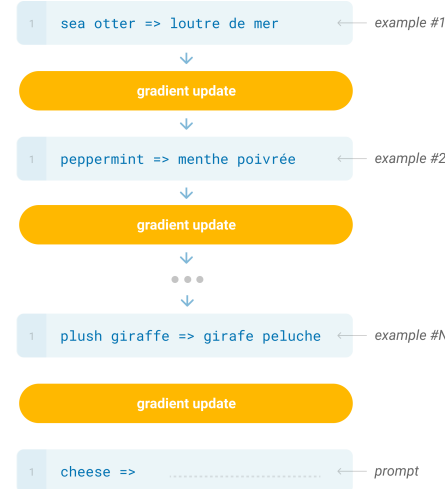 1 sea otter => loutre de mer example #1
gradient update
1 peppermint => menthe poivrée example #2
gradient update
1 plush giraffe => girafe peluche example #N
gradient update
1 cheese => prompt